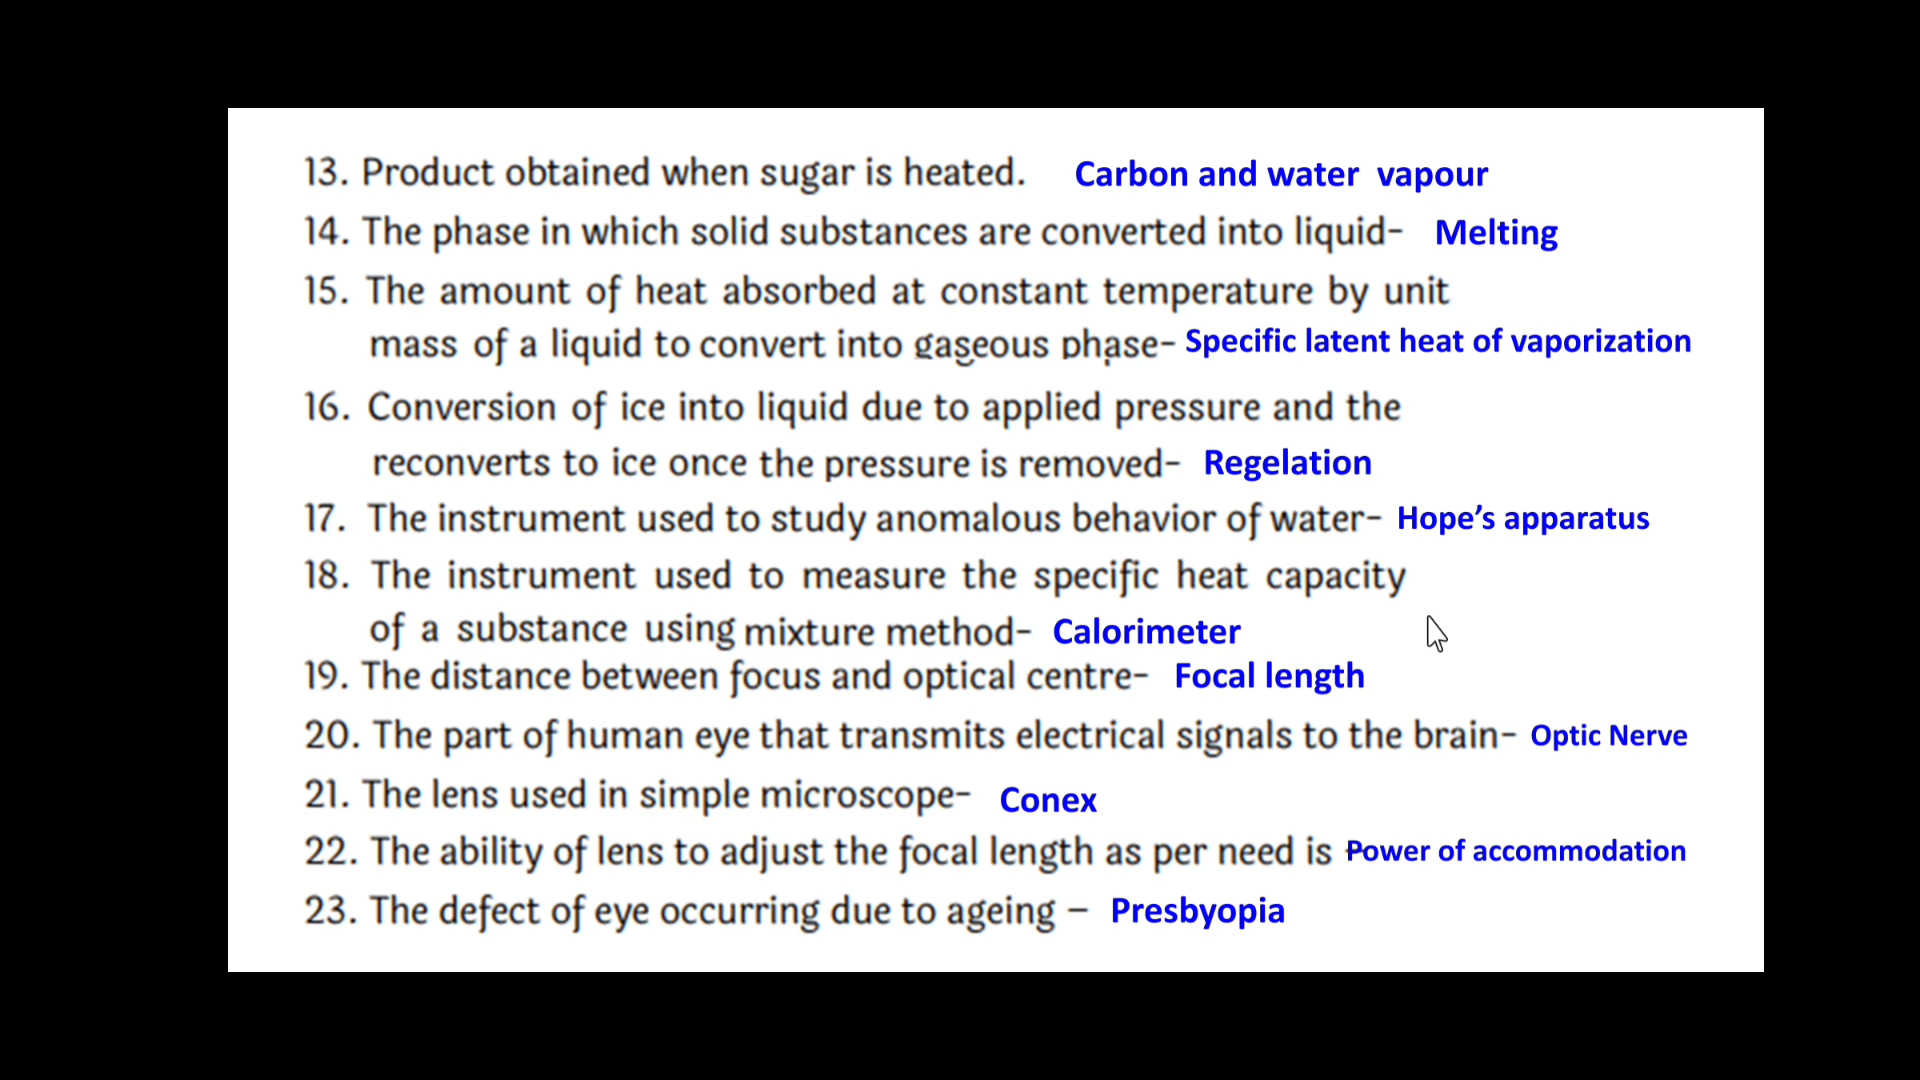 13. Product obtained when sugar is heated. Carbon and water vapour
14. The phase in which solid substances are converted into liquid- Melting
15. The amount of heat absorbed at constant temperature by unit
mass of a liquid to convert into gaseous phase- Specific latent heat of vaporization
16. Conversion of ice into liquid due to applied pressure and the
reconverts to ice once the pressure is removed- Regelation
17. The instrument used to study anomalous behavior of water- Hope's apparatus
18. The instrument used to measure the specific heat capacity
of a substance using mixture method- Calorimeter
19. The distance between focus and optical centre- Focal length
20. The part of human eye that transmits electrical signals to the brain- Optic Nerve
21. The lens used in simple microscope- Conex
22. The ability of lens to adjust the focal length as per need is Power of accommodation
23. The defect of eye occurring due to ageing – Presbyopia